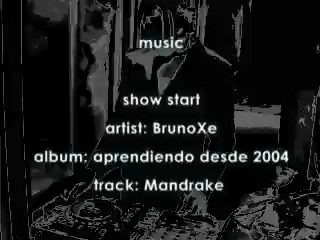 music
show start
artist: BrunoXe
album: aprendiendo desde 2004
track: Mandrake